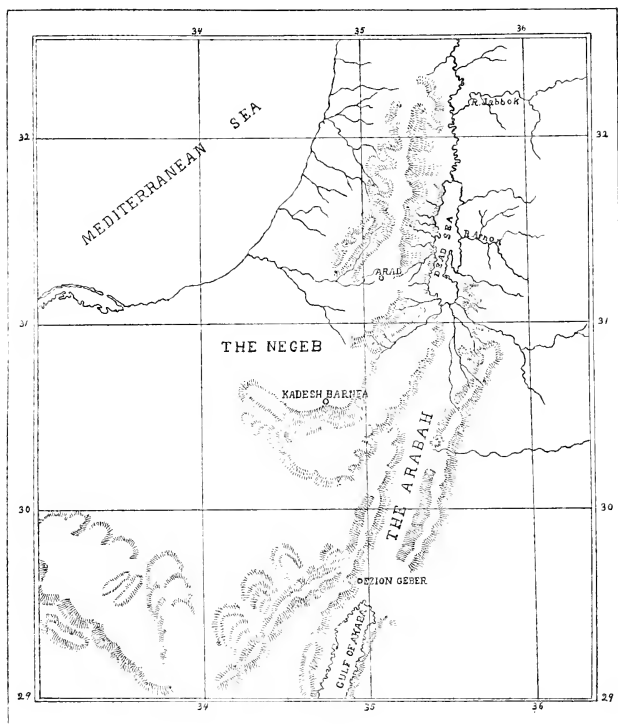 34 35 36
R. Jabbok
32 32
MEDITERRANEAN SEA
R. Arnon
DEAD SEA
ARAD
31 31
THE NEGEB
KADESH BARNEA
THE ARABAH
30 30
EZION GEBER
GULF OF AKABA
29 29
34 35 36